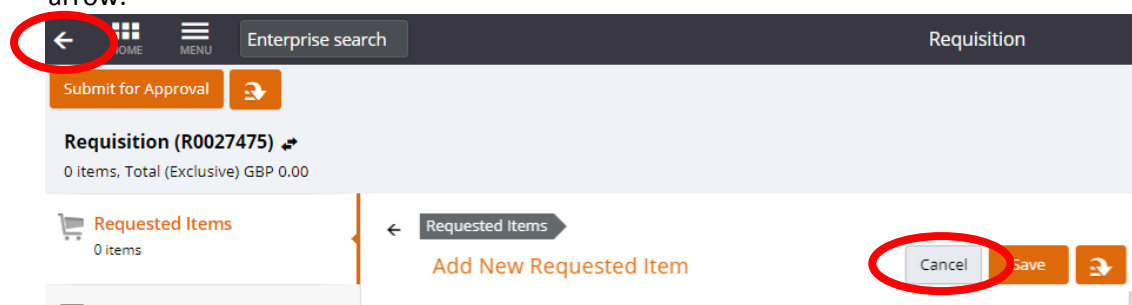 arrow.
HOME
MENU
Enterprise search
Requisition
Submit for Approval
Requisition (R0027475)
0 items, Total (Exclusive) GBP 0.00
Requested Items
0 items
Requested Items
Add New Requested Item
Cancel
Save